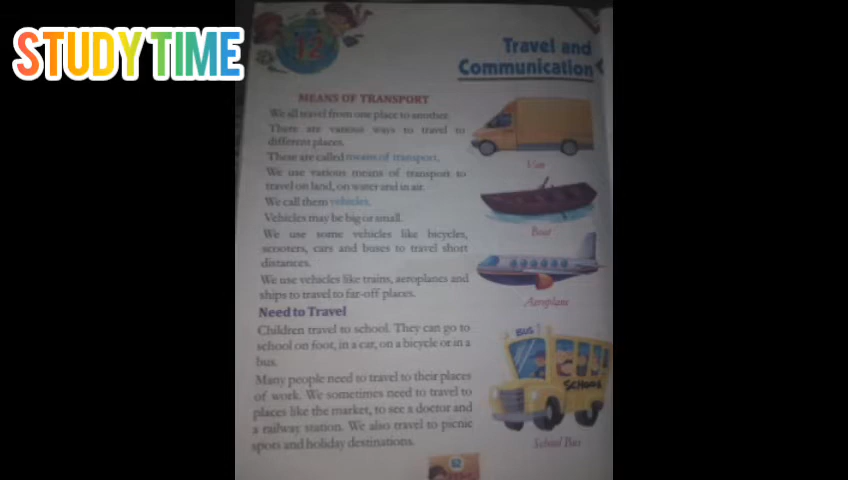 STUDY TIME
12
Travel and
Communication
MEANS OF TRANSPORT
We all travel from one place to another.
There are various ways to travel to
different places.
These are called means of transport.
We use various means of transport to
travel on land, on water and in air.
We call them vehicles.
Vehicles may be big or small.
We use some vehicles like bicycles,
scooters, cars and buses to travel short
distances.
We use vehicles like trains, aeroplanes and
ships to travel to far-off places.
Need to Travel
Children travel to school. They can go to
school on foot, in a car, on a bicycle or in a
bus.
Many people need to travel to their places
of work. We sometimes need to travel to
places like the market, to see a doctor and
a railway station. We also travel to picnic
spots and holiday destinations.
Van
Boat
Aeroplane
BUS
SCHOOL
School Bus
52